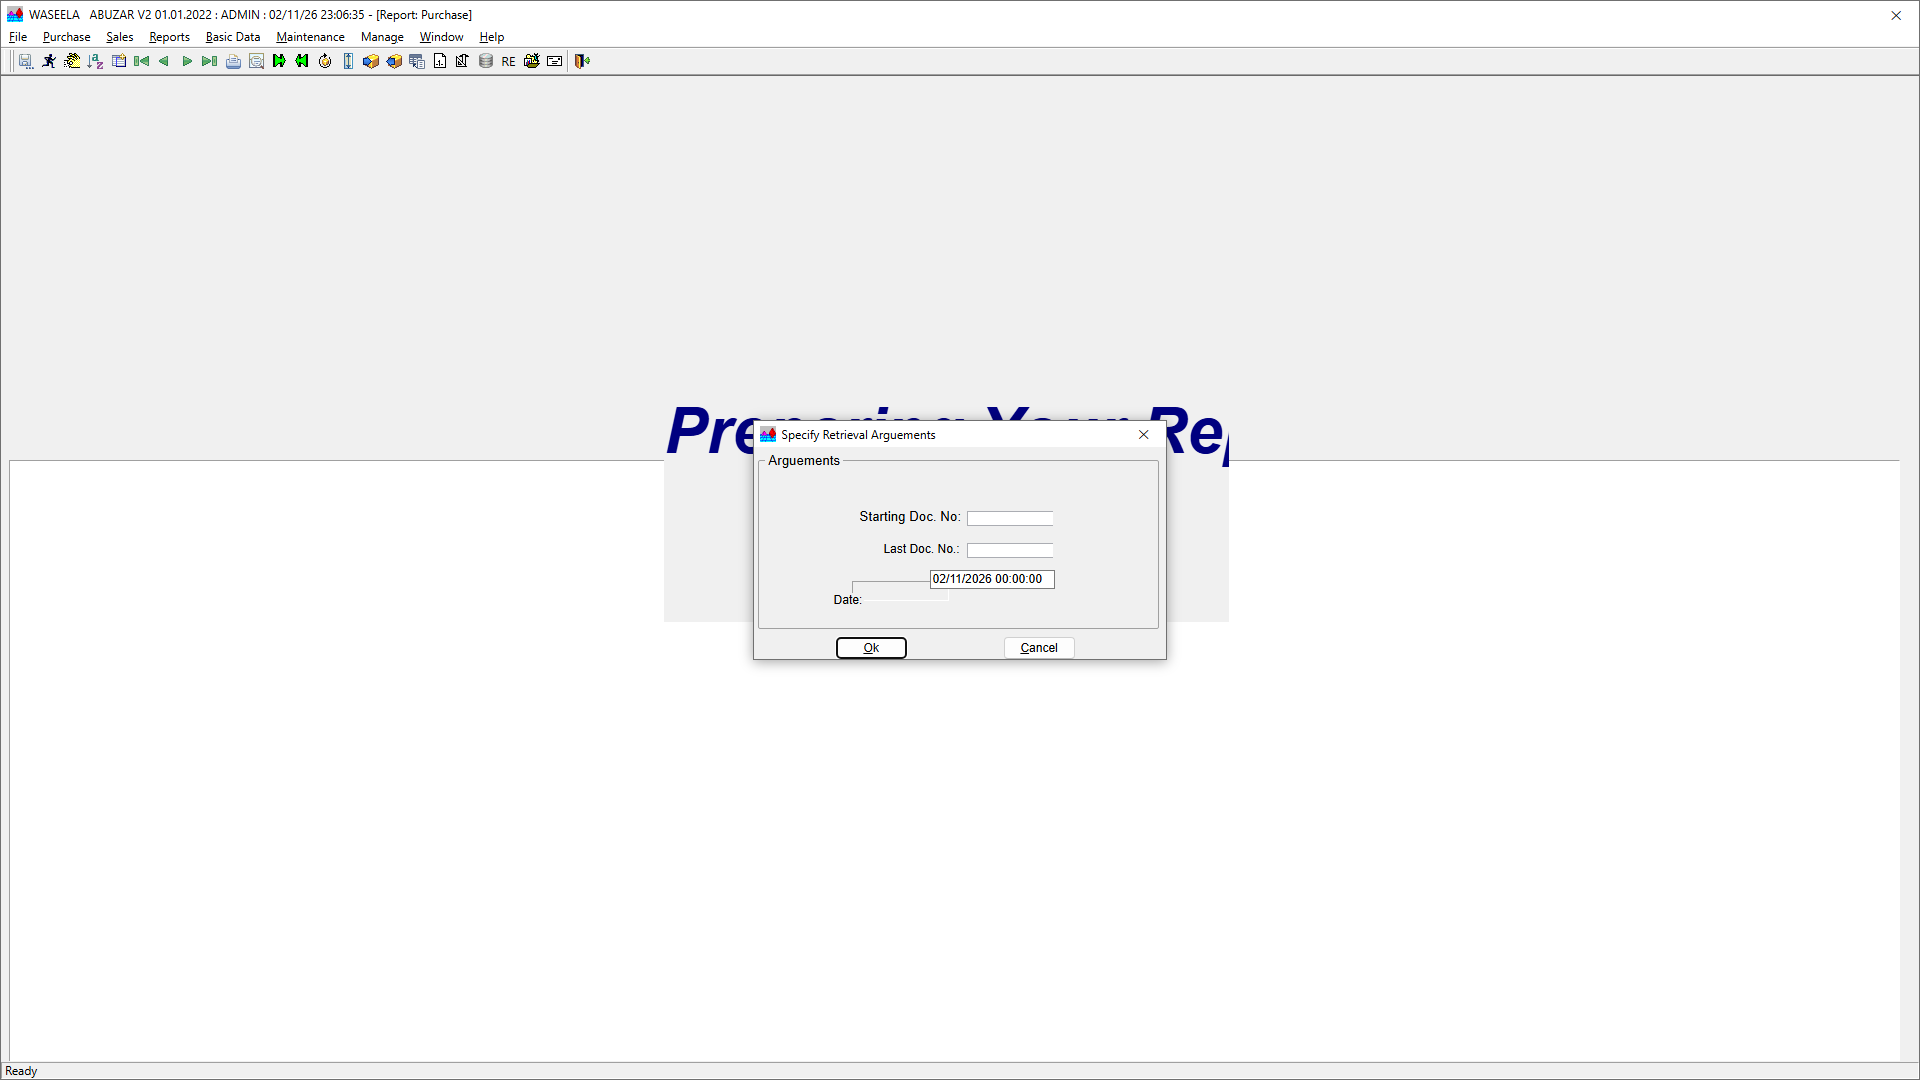 WASEELA   ABUZAR V2 01.01.2022 : ADMIN : 02/11/26 23:06:35 - [Report: Purchase]
File Purchase Sales Reports Basic Data Maintenance Manage Window Help
RE
Specify Retrieval Arguements
Arguements
Starting Doc. No:
Last Doc. No.:
02/11/2026 00:00:00
Date:
Ok Cancel
Ready